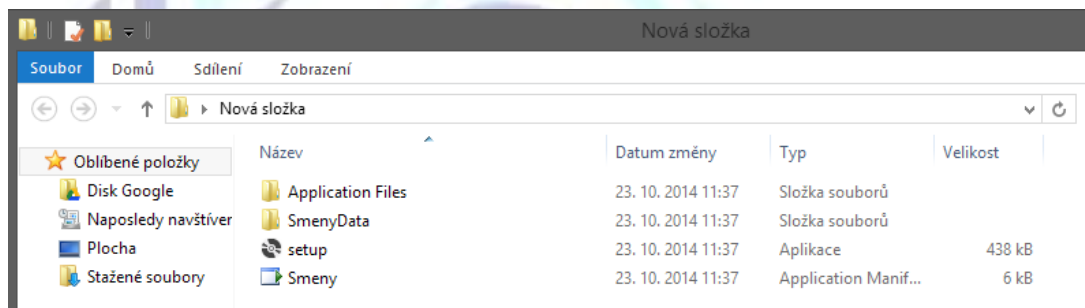 Nová složka
Soubor Domů Sdílení Zobrazení
Nová složka
Název Datum změny Typ Velikost
Oblíbené položky
Disk Google
Naposledy navštíver
Plocha
Stažené soubory
Application Files 23. 10. 2014 11:37 Složka souborů
SmenyData 23. 10. 2014 11:37 Složka souborů
setup 23. 10. 2014 11:37 Aplikace 438 kB
Smeny 23. 10. 2014 11:37 Application Manif... 6 kB